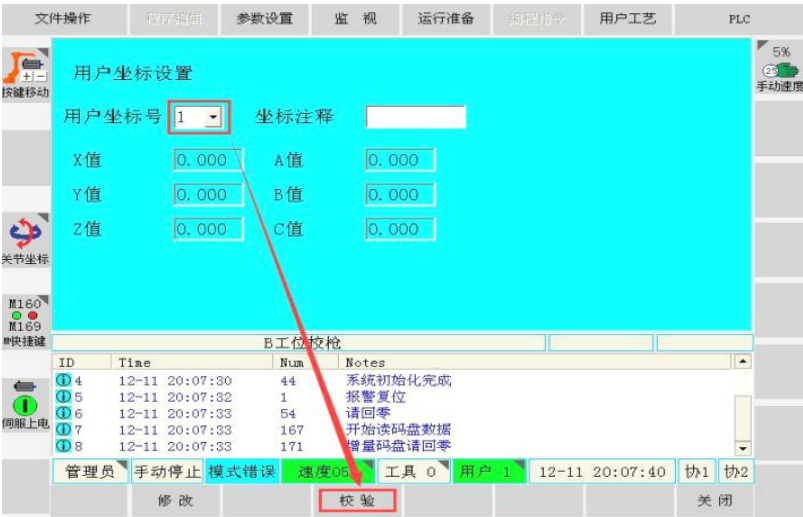 文件操作 程序编辑 参数设置 监 视 运行准备 编程指令 用户工艺 PLC
按键移动
5%
25
手动速度
用户坐标设置
用户坐标号 1 坐标注释
X值 0.000 A值 0.000
Y值 0.000 B值 0.000
Z值 0.000 C值 0.000
关节坐标
M160
M169
B工位校枪
ID Time Num Notes
4 12-11 20:07:30 44 系统初始化完成
5 12-11 20:07:32 1 报警复位
6 12-11 20:07:33 54 请回零
7 12-11 20:07:33 167 开始读码盘数据
8 12-11 20:07:33 171 增量码盘请回零
伺服上电
管理员 手动停止 模式错误 速度05 工具 0 用户 1 12-11 20:07:40 协1 协2
修 改 校 验 关 闭